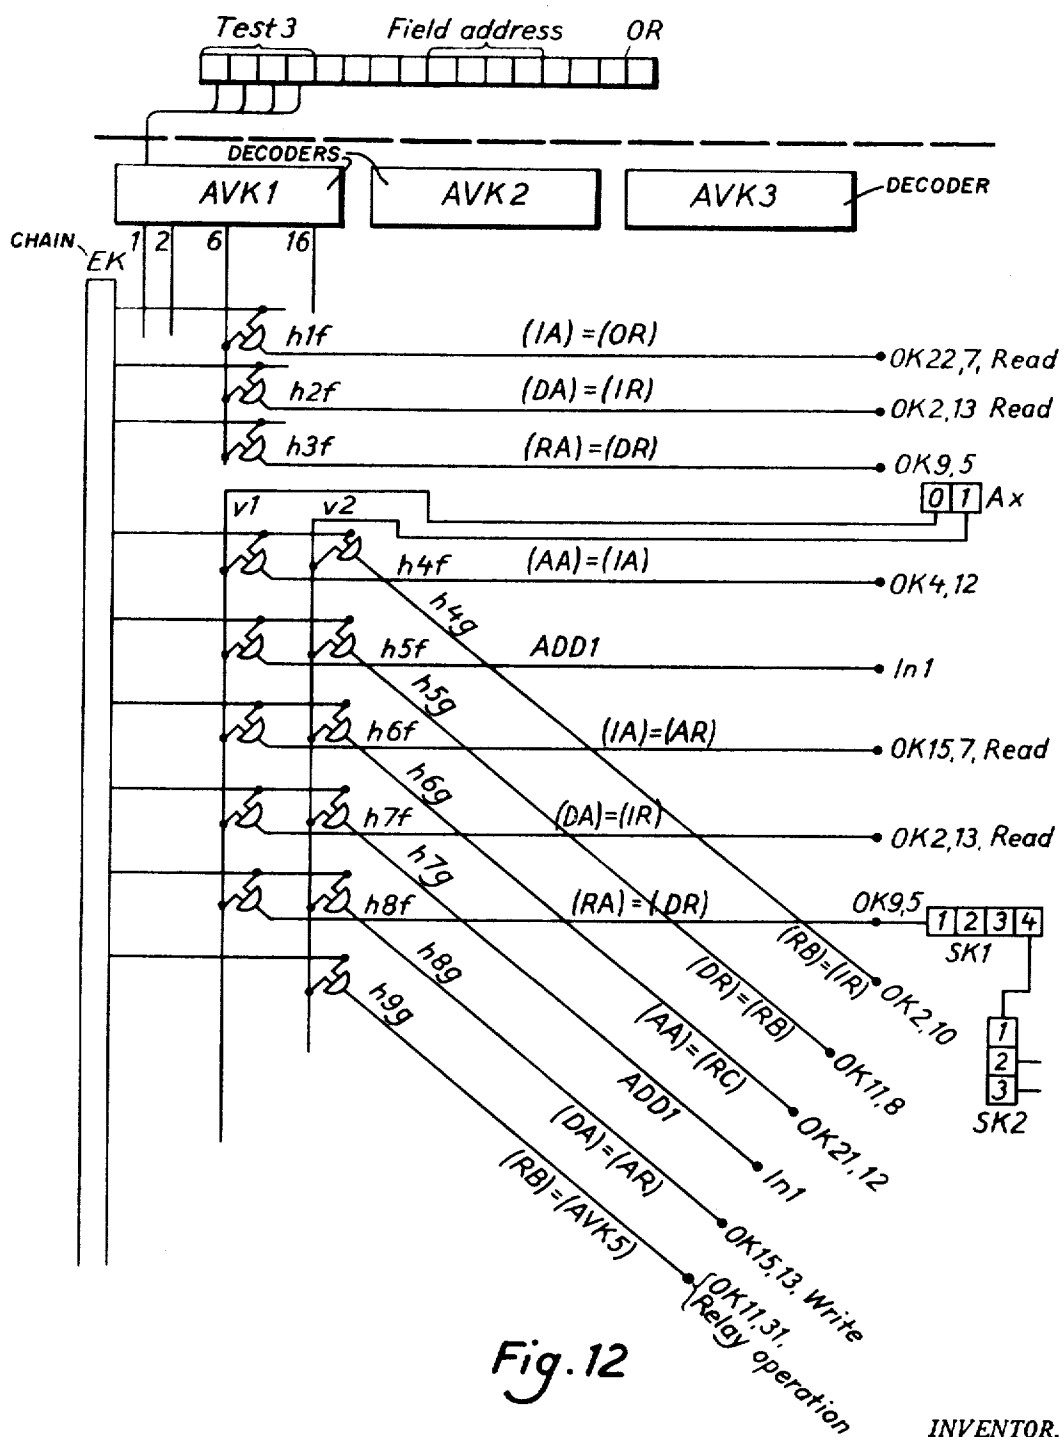 Test 3 Field address OR
DECODERS
AVK1 AVK2 AVK3 DECODER
CHAIN EK 1 2 6 16
h1f (IA)=(OR) OK22,7, Read
h2f (DA)=(IR) OK2,13 Read
h3f (RA)=(DR) OK9,5
v1 v2 0 1 Ax
h4f (AA)=(IA) OK4,12
h4g
h5f ADD1 In1
h5g
h6f (IA)=(AR) OK15,7, Read
h6g
h7f (DA)=(IR) OK2,13, Read
h7g
h8f (RA)=(DR) OK9,5 1 2 3 4
SK1
h8g
h9g
(RB)=(IR) OK2,10
(DR)=(RB) OK11,8
(AA)=(RC) OK21,12
ADD1 In1
(DA)=(AR) OK15,13, Write
(RB)=(AVK5) OK11,31,
Relay operation
1
2
3
SK2
Fig. 12
INVENTOR.